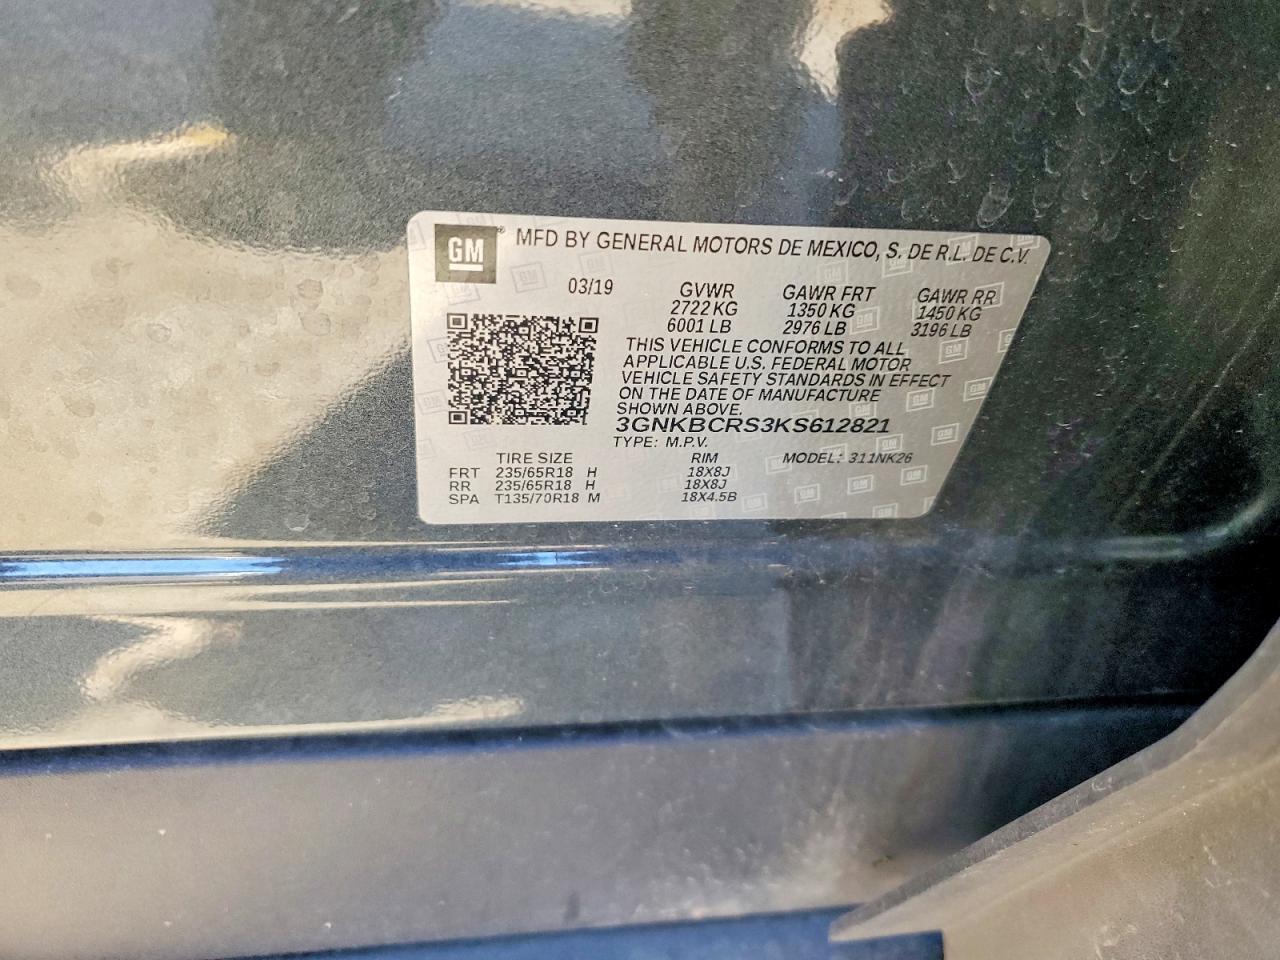 GM® MFD BY GENERAL MOTORS DE MEXICO, S. DE R.L. DE C.V.
03/19 GVWR GAWR FRT GAWR RR
2722 KG 1350 KG 1450 KG
6001 LB 2976 LB 3196 LB
THIS VEHICLE CONFORMS TO ALL
APPLICABLE U.S. FEDERAL MOTOR
VEHICLE SAFETY STANDARDS IN EFFECT
ON THE DATE OF MANUFACTURE
SHOWN ABOVE.
3GNKBCRS3KS612821
TYPE: M.P.V.
TIRE SIZE RIM MODEL: 311NK26
FRT 235/65R18 H 18X8J
RR 235/65R18 H 18X8J
SPA T135/70R18 M 18X4.5B